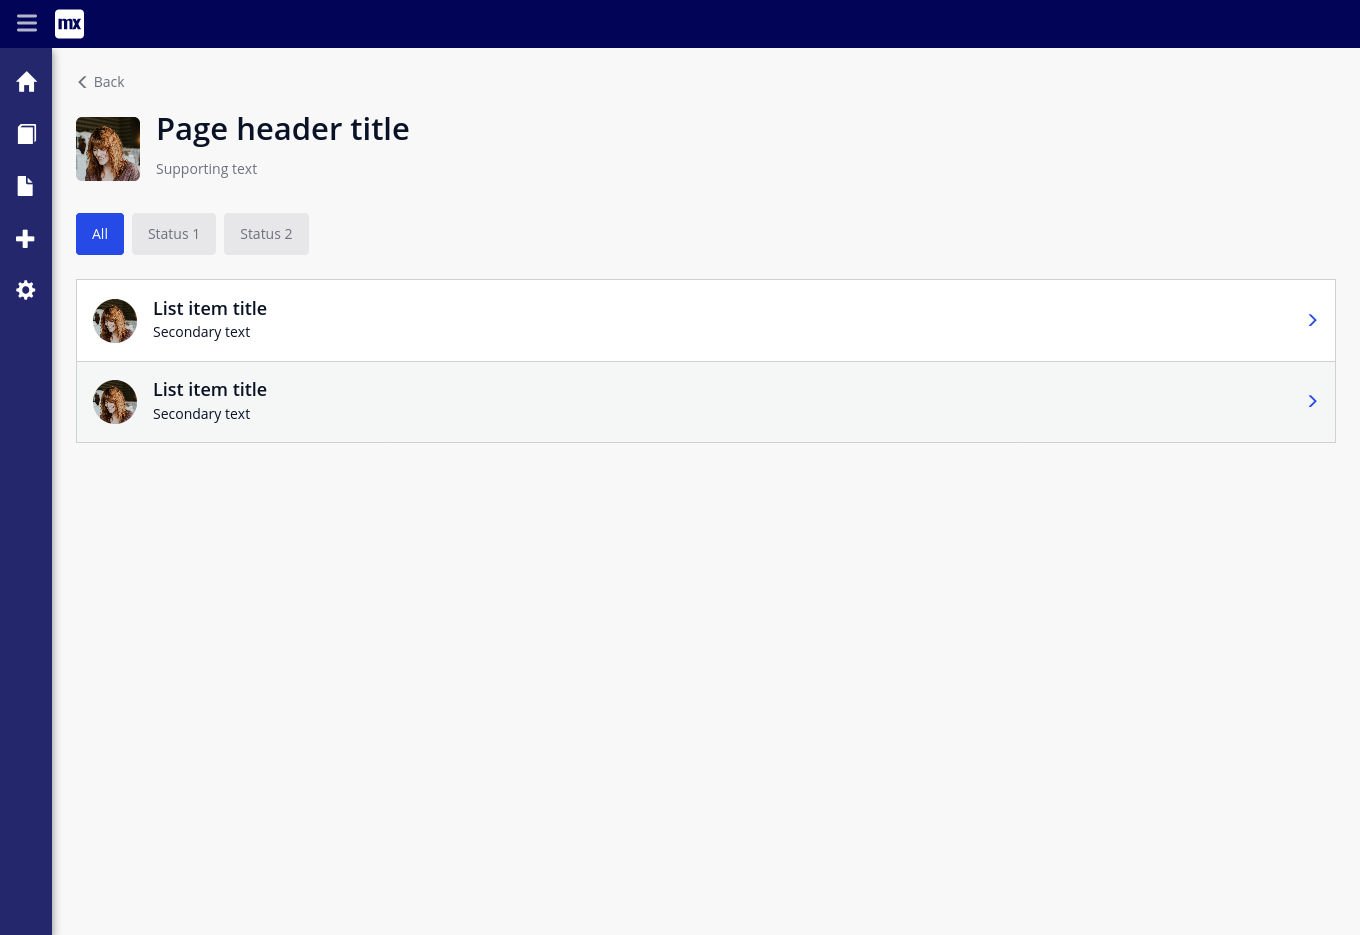 mx
Back
Page header title
Supporting text
All
Status 1
Status 2
List item title
Secondary text
List item title
Secondary text